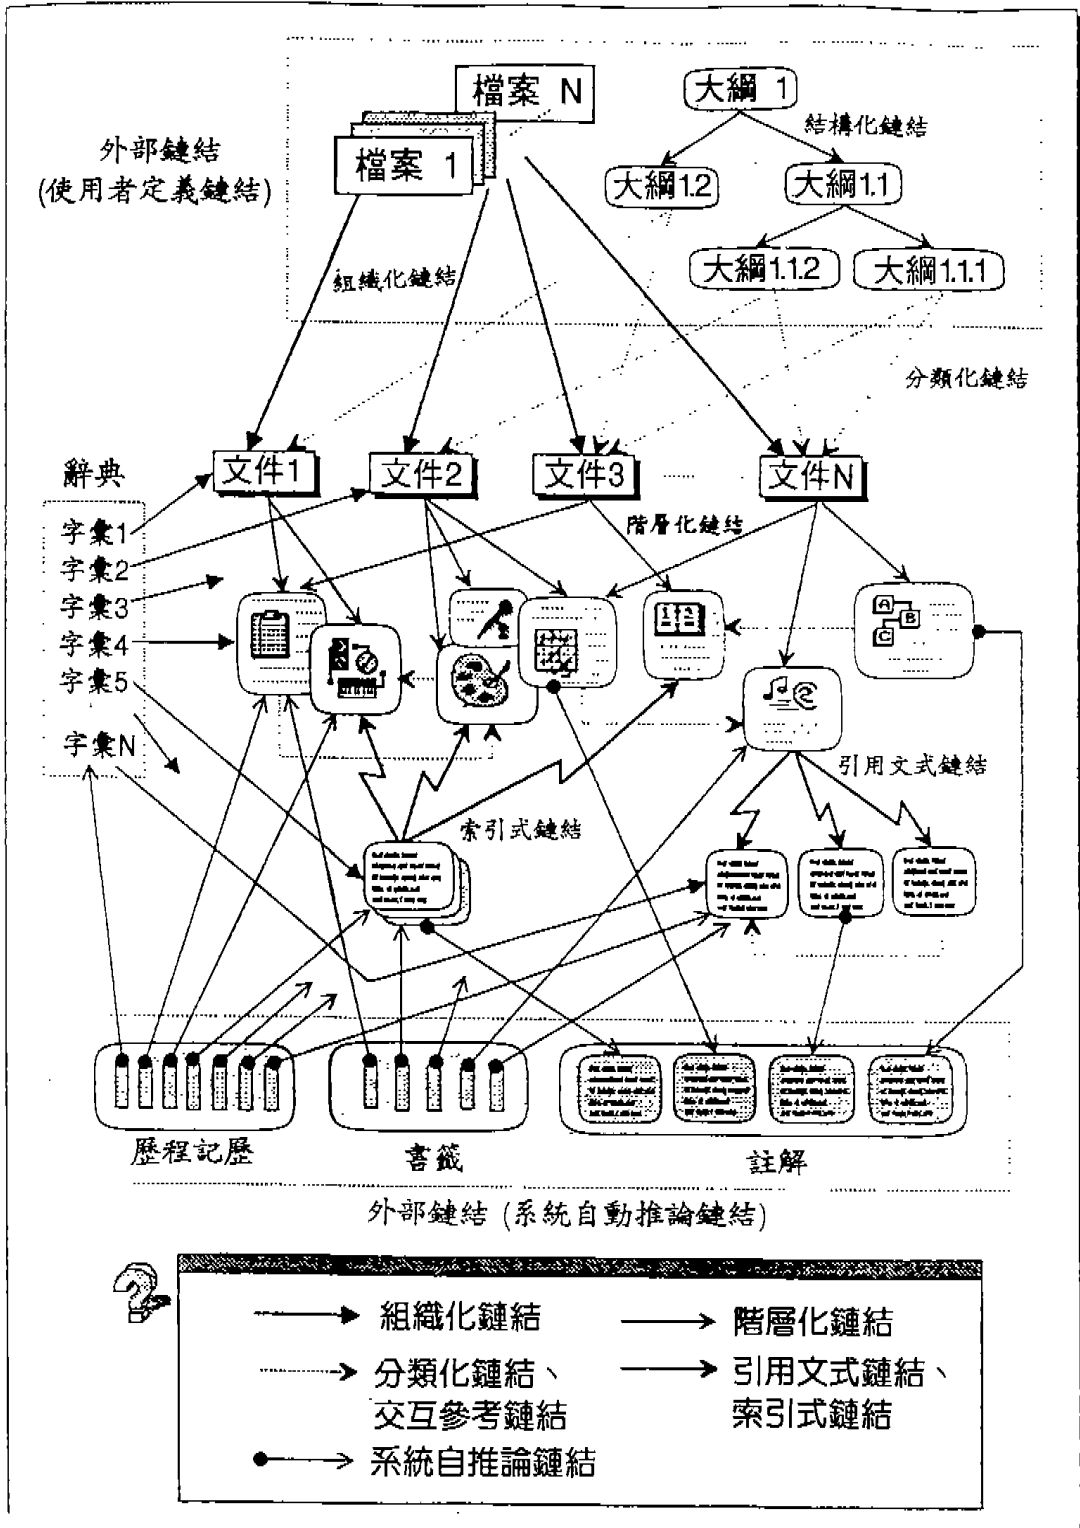 檔案 N
檔案 1
大綱 1
結構化鏈結
大綱1.2
大綱1.1
大綱1.1.2
大綱1.1.1
外部鏈結
(使用者定義鏈結)
組織化鏈結
分類化鏈結
文件1
文件2
文件3
文件N
辭典
字彙1
字彙2
字彙3
字彙4
字彙5
字彙N
階層化鏈結
A
B
C
引用文式鏈結
索引式鏈結
歷程記歷
書籤
註解
外部鏈結 (系統自動推論鏈結)
組織化鏈結
階層化鏈結
分類化鏈結、
交互參考鏈結
引用文式鏈結、
索引式鏈結
系統自推論鏈結